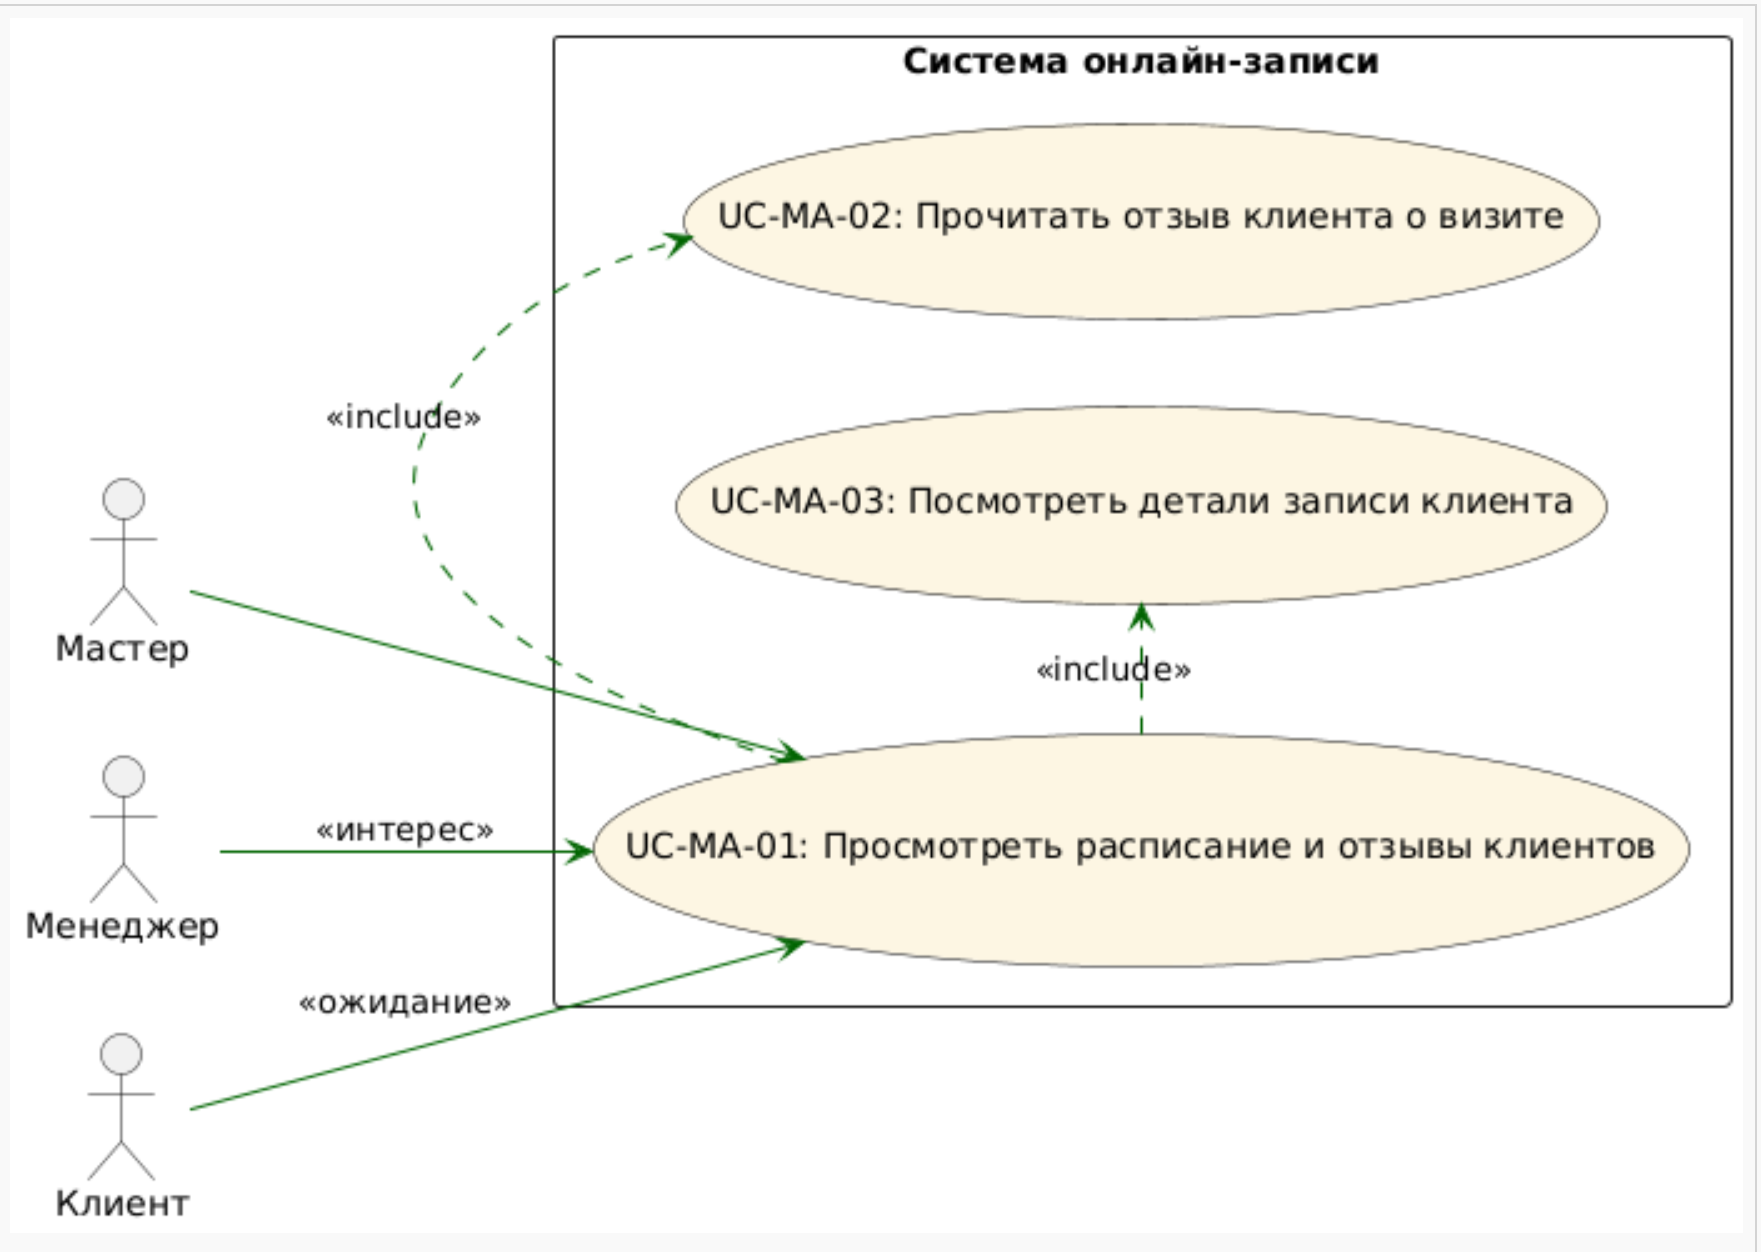 Система онлайн-записи
UC-MA-02: Прочитать отзыв клиента о визите
«include»
UC-MA-03: Посмотреть детали записи клиента
Мастер
«include»
«интерес»
UC-MA-01: Просмотреть расписание и отзывы клиентов
Менеджер
«ожидание»
Клиент